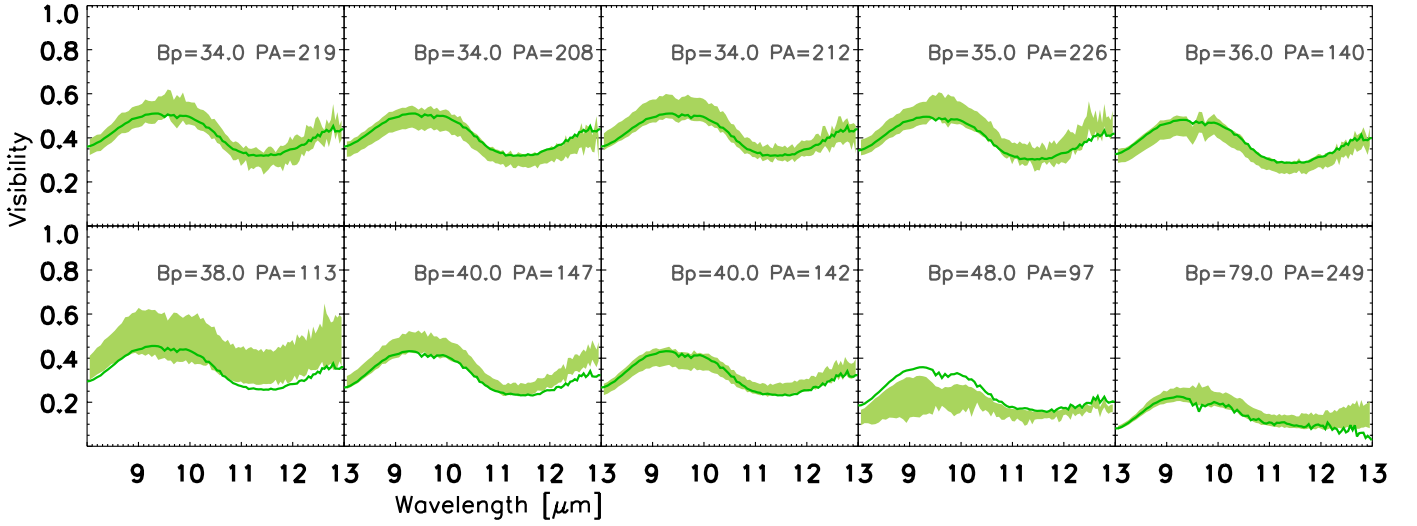 1.0
0.8
0.6
0.4
0.2
Visibility
Bp=34.0 PA=219
Bp=34.0 PA=208
Bp=34.0 PA=212
Bp=35.0 PA=226
Bp=36.0 PA=140
1.0
0.8
0.6
0.4
0.2
Bp=38.0 PA=113
Bp=40.0 PA=147
Bp=40.0 PA=142
Bp=48.0 PA=97
Bp=79.0 PA=249
9 10 11 12 13 9 10 11 12 13 9 10 11 12 13 9 10 11 12 13 9 10 11 12 13
Wavelength [μm]